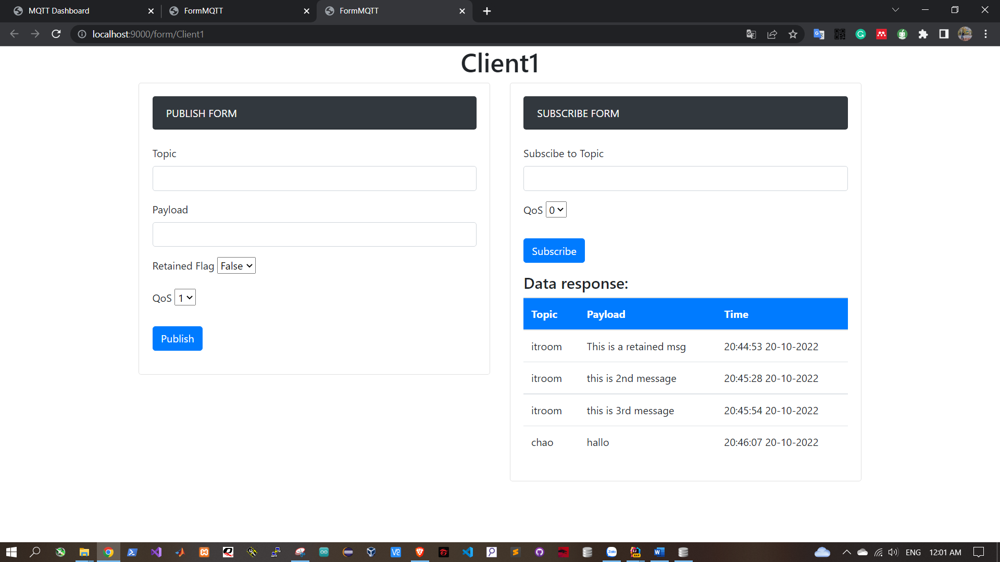 MQTT Dashboard
FormMQTT
FormMQTT
localhost:9000/form/Client1
Client1
PUBLISH FORM
Topic
Payload
Retained Flag False
QoS 1
Publish
SUBSCRIBE FORM
Subscibe to Topic
QoS 0
Subscribe
Data response:
Topic Payload Time
itroom This is a retained msg 20:44:53 20-10-2022
itroom this is 2nd message 20:45:28 20-10-2022
itroom this is 3rd message 20:45:54 20-10-2022
chao hallo 20:46:07 20-10-2022
ENG 12:01 AM